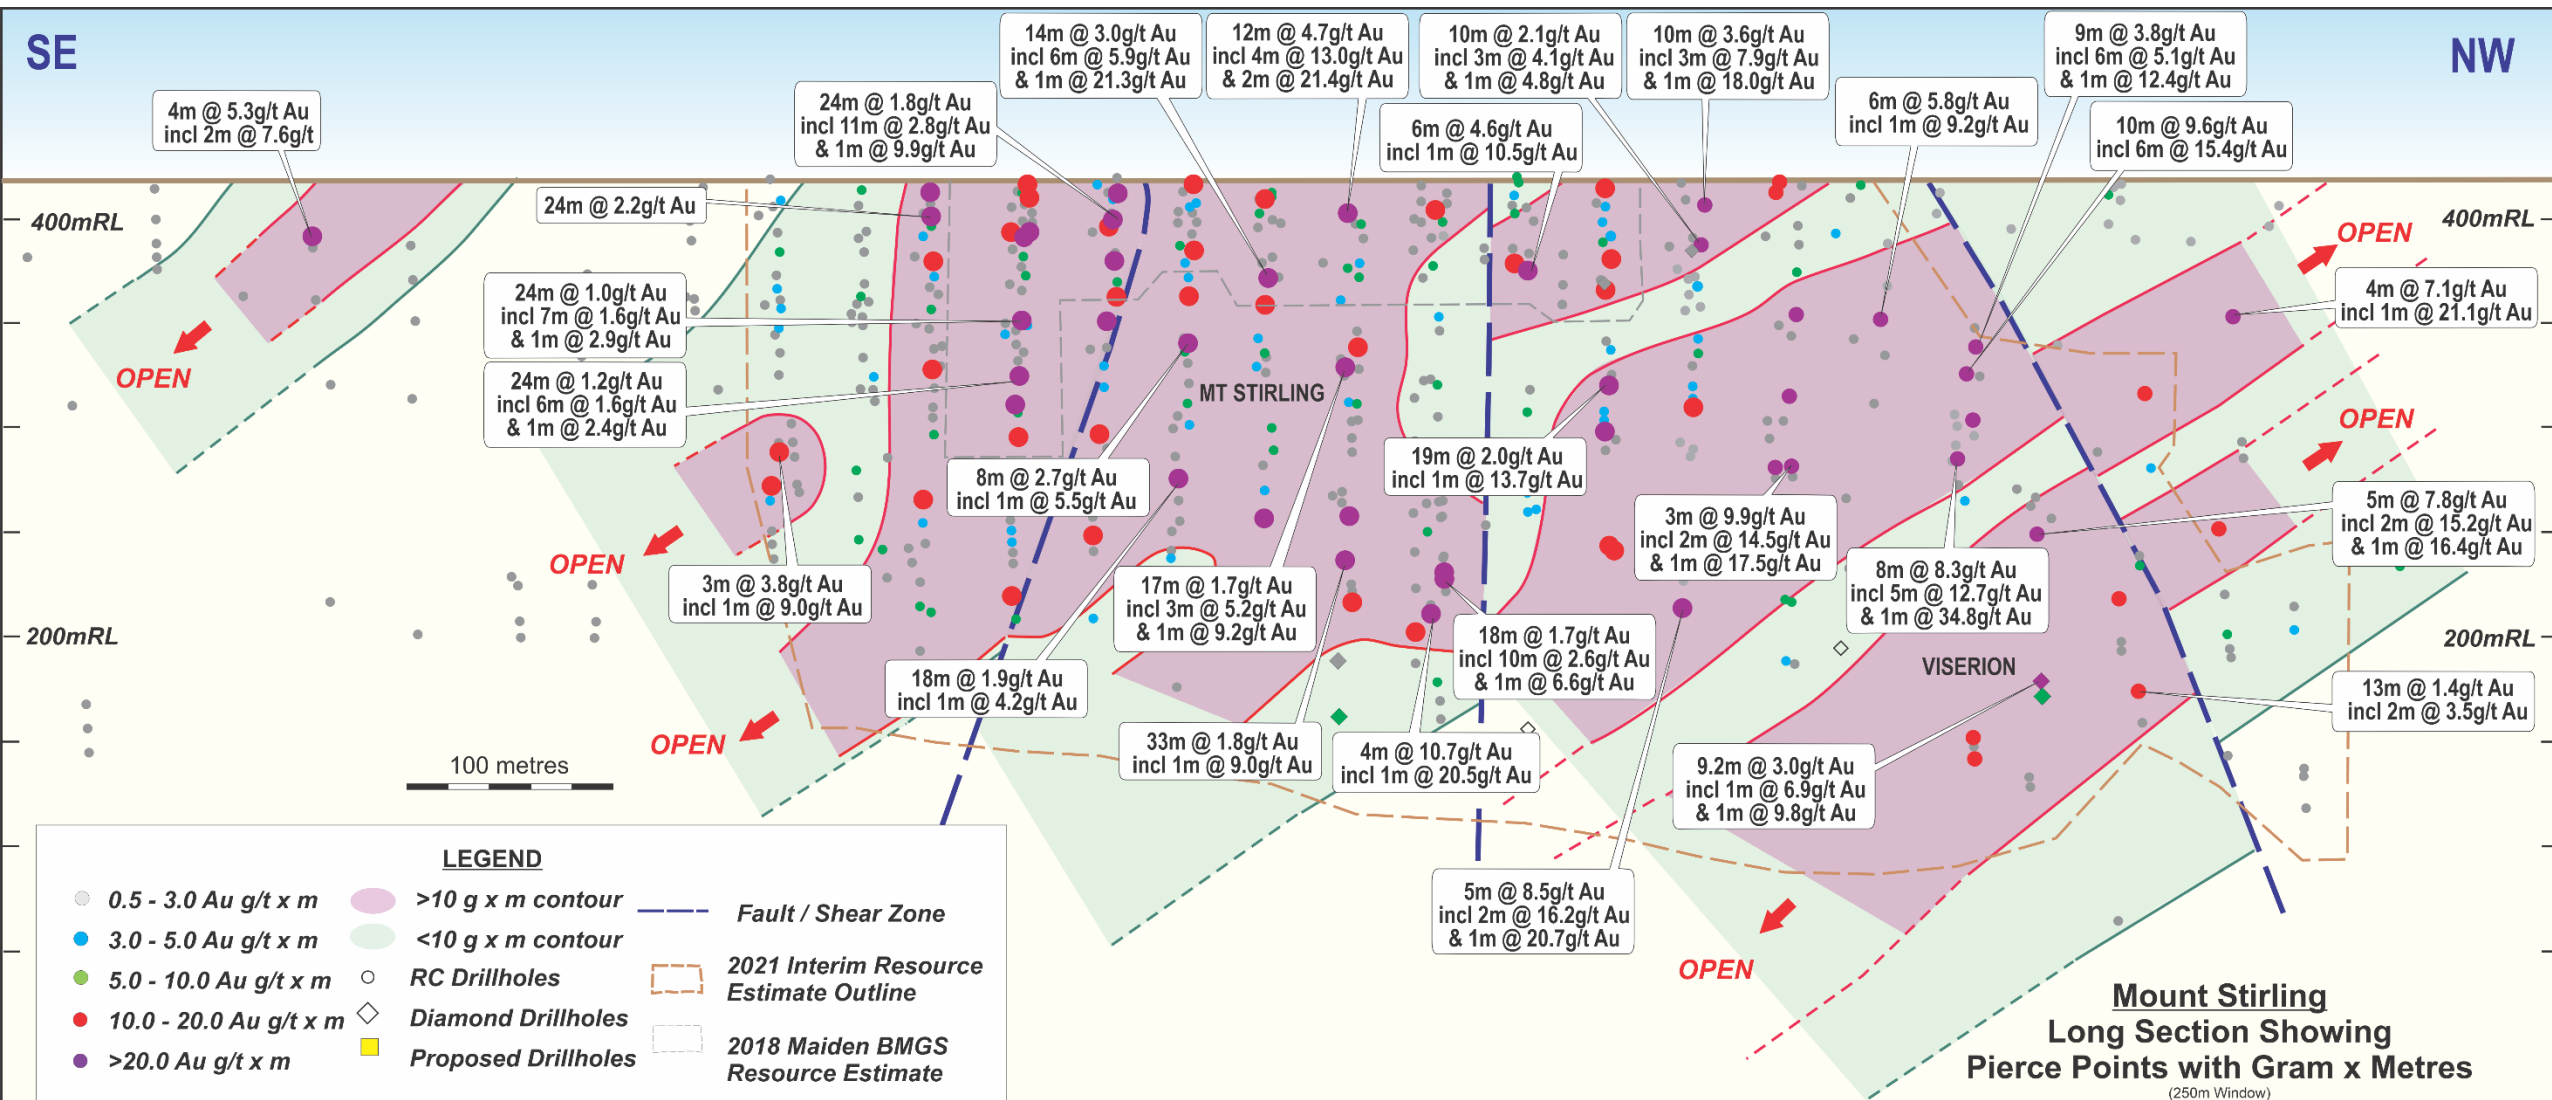 SE
NW
14m @ 3.0g/t Au
incl 6m @ 5.9g/t Au
& 1m @ 21.3g/t Au
12m @ 4.7g/t Au
incl 4m @ 13.0g/t Au
& 2m @ 21.4g/t Au
10m @ 2.1g/t Au
incl 3m @ 4.1g/t Au
& 1m @ 4.8g/t Au
10m @ 3.6g/t Au
incl 3m @ 7.9g/t Au
& 1m @ 18.0g/t Au
9m @ 3.8g/t Au
incl 6m @ 5.1g/t Au
& 1m @ 12.4g/t Au
4m @ 5.3g/t Au
incl 2m @ 7.6g/t
24m @ 1.8g/t Au
incl 11m @ 2.8g/t Au
& 1m @ 9.9g/t Au
6m @ 4.6g/t Au
incl 1m @ 10.5g/t Au
6m @ 5.8g/t Au
incl 1m @ 9.2g/t Au
10m @ 9.6g/t Au
incl 6m @ 15.4g/t Au
24m @ 2.2g/t Au
400mRL
400mRL
OPEN
24m @ 1.0g/t Au
incl 7m @ 1.6g/t Au
& 1m @ 2.9g/t Au
4m @ 7.1g/t Au
incl 1m @ 21.1g/t Au
OPEN
24m @ 1.2g/t Au
incl 6m @ 1.6g/t Au
& 1m @ 2.4g/t Au
MT STIRLING
OPEN
8m @ 2.7g/t Au
incl 1m @ 5.5g/t Au
19m @ 2.0g/t Au
incl 1m @ 13.7g/t Au
3m @ 9.9g/t Au
incl 2m @ 14.5g/t Au
& 1m @ 17.5g/t Au
5m @ 7.8g/t Au
incl 2m @ 15.2g/t Au
& 1m @ 16.4g/t Au
OPEN
3m @ 3.8g/t Au
incl 1m @ 9.0g/t Au
17m @ 1.7g/t Au
incl 3m @ 5.2g/t Au
& 1m @ 9.2g/t Au
8m @ 8.3g/t Au
incl 5m @ 12.7g/t Au
& 1m @ 34.8g/t Au
200mRL
200mRL
18m @ 1.7g/t Au
incl 10m @ 2.6g/t Au
& 1m @ 6.6g/t Au
VISERION
18m @ 1.9g/t Au
incl 1m @ 4.2g/t Au
13m @ 1.4g/t Au
incl 2m @ 3.5g/t Au
OPEN
33m @ 1.8g/t Au
incl 1m @ 9.0g/t Au
4m @ 10.7g/t Au
incl 1m @ 20.5g/t Au
9.2m @ 3.0g/t Au
incl 1m @ 6.9g/t Au
& 1m @ 9.8g/t Au
100 metres
5m @ 8.5g/t Au
incl 2m @ 16.2g/t Au
& 1m @ 20.7g/t Au
OPEN
LEGEND
0.5 - 3.0 Au g/t x m
3.0 - 5.0 Au g/t x m
5.0 - 10.0 Au g/t x m
10.0 - 20.0 Au g/t x m
>20.0 Au g/t x m
>10 g x m contour
<10 g x m contour
RC Drillholes
Diamond Drillholes
Proposed Drillholes
Fault / Shear Zone
2021 Interim Resource
Estimate Outline
2018 Maiden BMGS
Resource Estimate
Mount Stirling
Long Section Showing
Pierce Points with Gram x Metres
(250m Window)